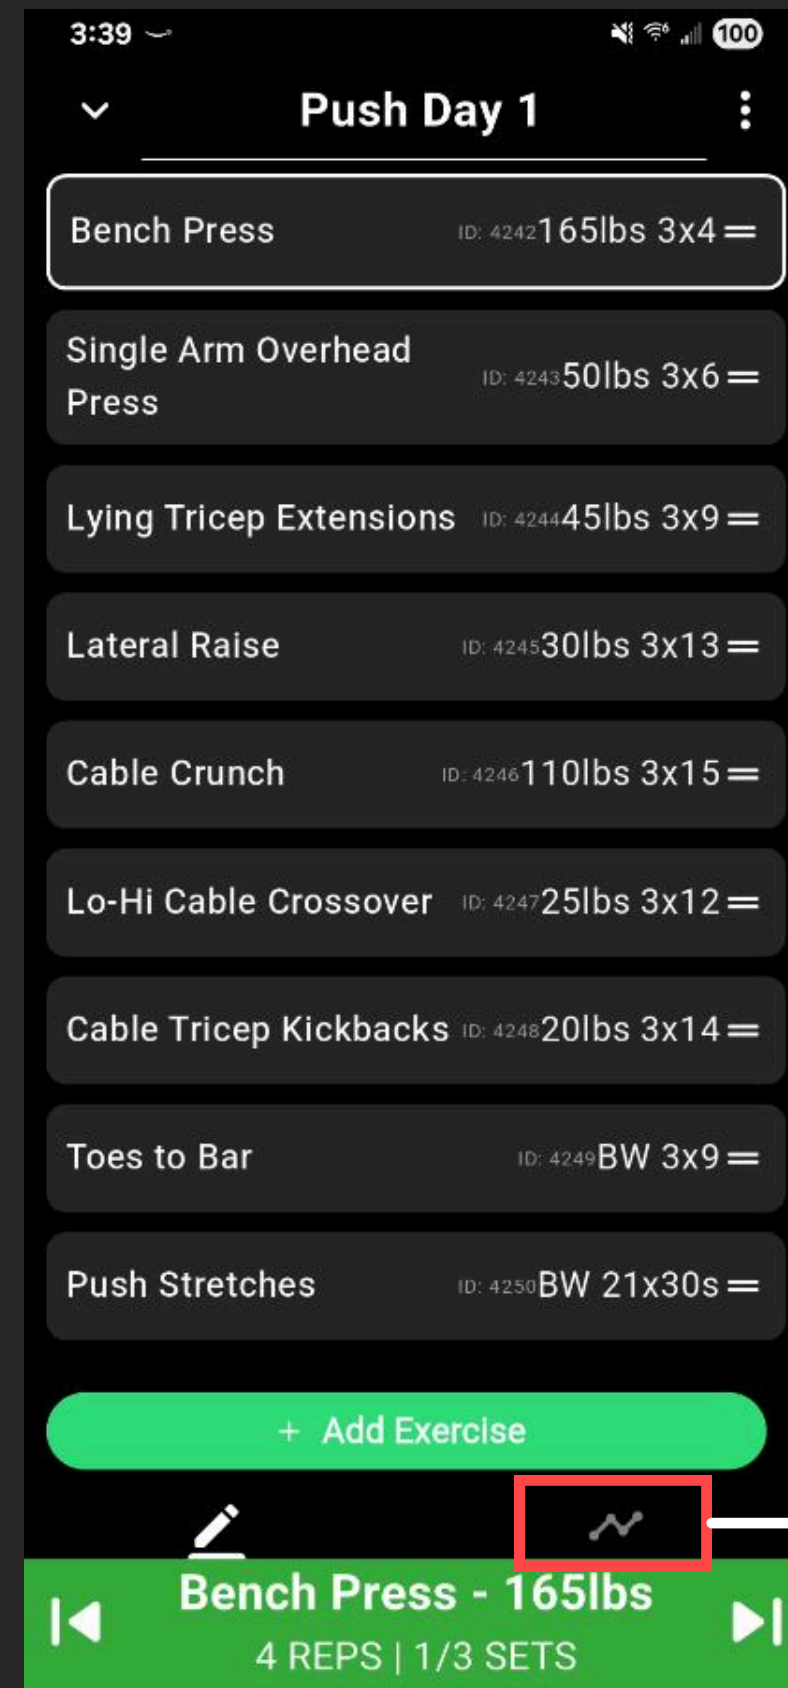 3:39
100
Push Day 1
Bench Press ID: 4242 165lbs 3x4
Single Arm Overhead
Press
ID: 4243 50lbs 3x6
Lying Tricep Extensions ID: 4244 45lbs 3x9
Lateral Raise ID: 4245 30lbs 3x13
Cable Crunch ID: 4246 110lbs 3x15
Lo-Hi Cable Crossover ID: 4247 25lbs 3x12
Cable Tricep Kickbacks ID: 4248 20lbs 3x14
Toes to Bar ID: 4249 BW 3x9
Push Stretches ID: 4250 BW 21x30s
+ Add Exercise
Bench Press - 165lbs
4 REPS | 1/3 SETS